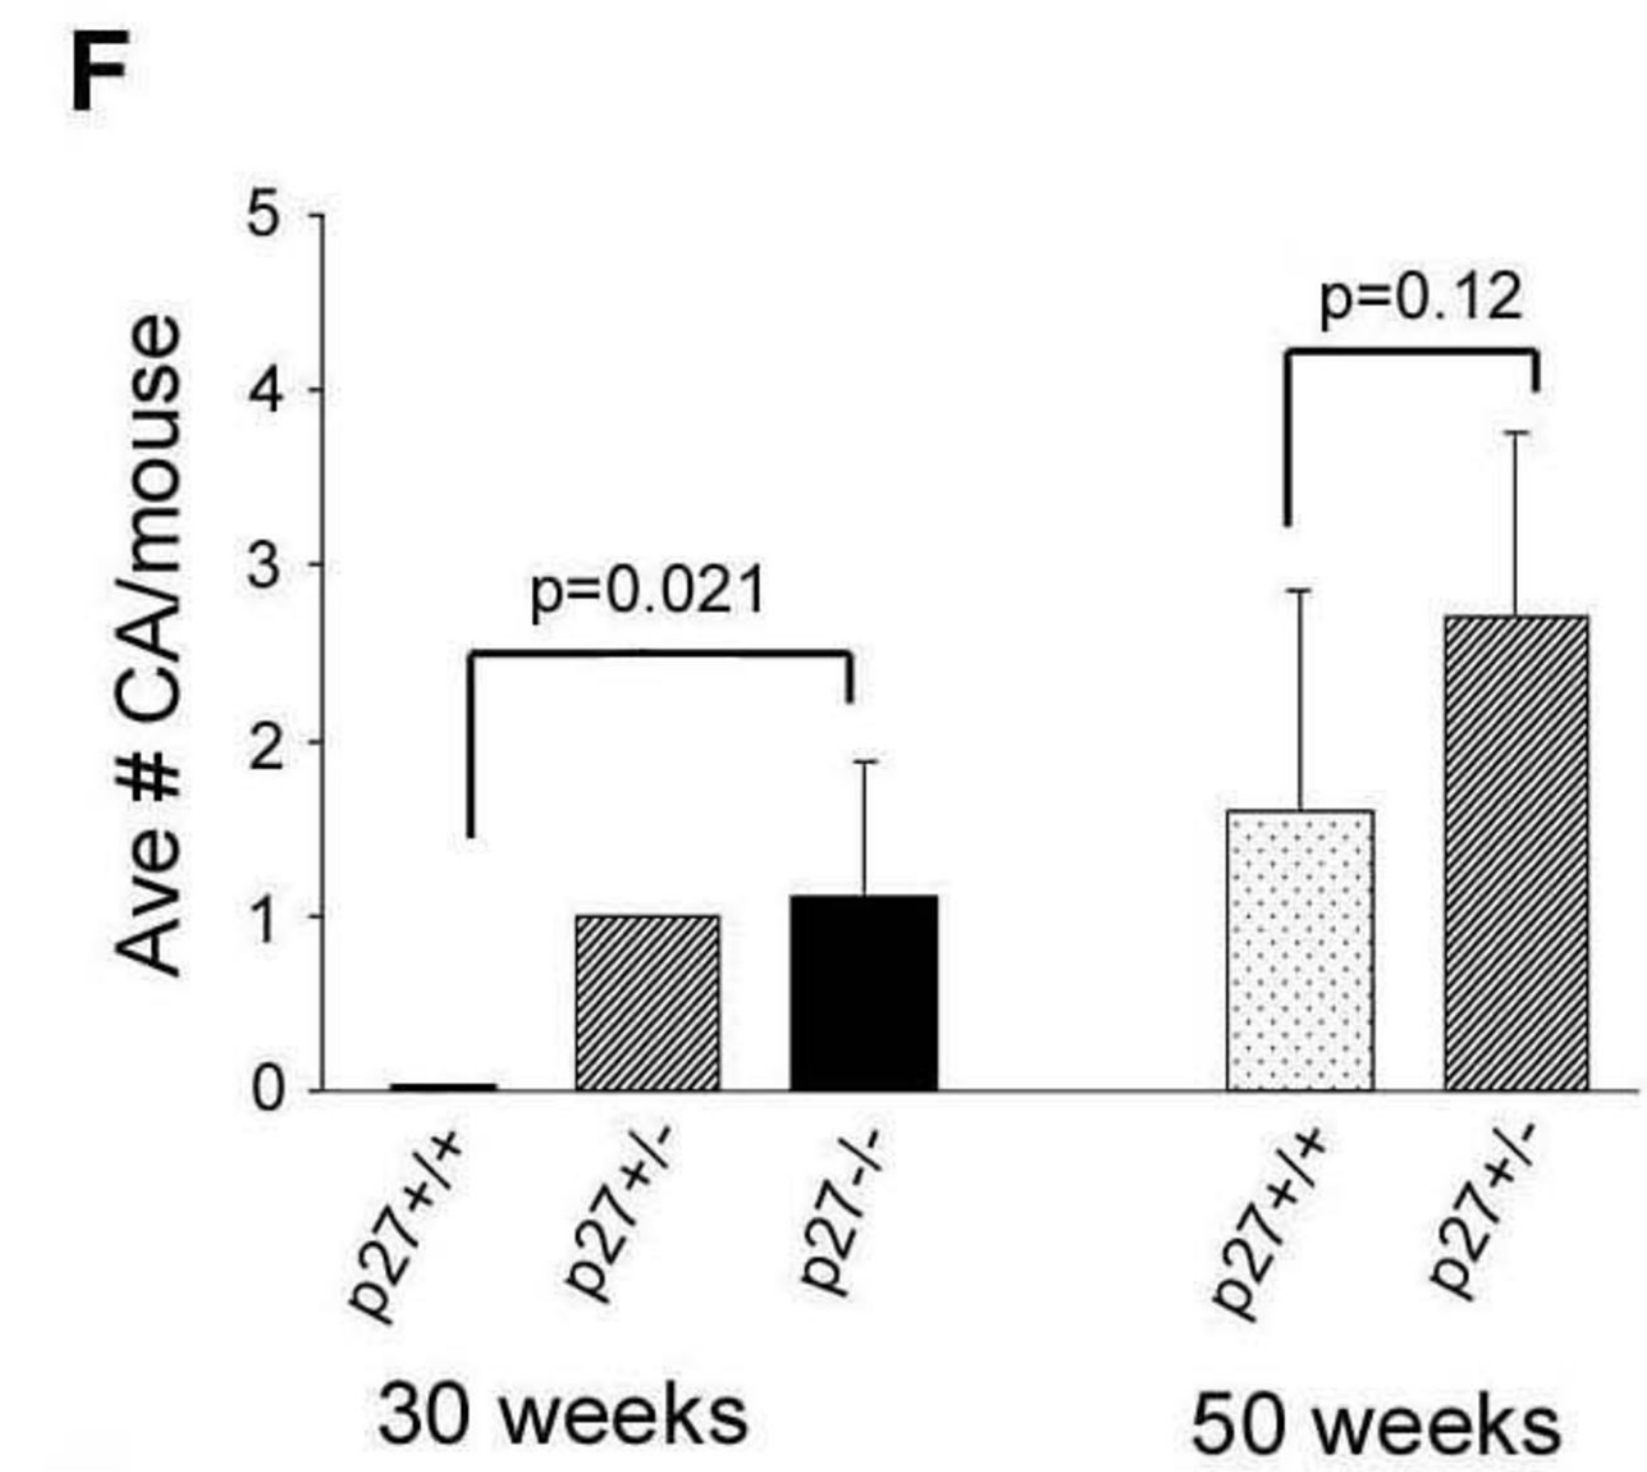 F
Ave # CA/mouse
5
4
3
2
1
0
p=0.021
p=0.12
p27+/+
p27+/-
p27-/-
p27+/+
p27+/-
30 weeks
50 weeks